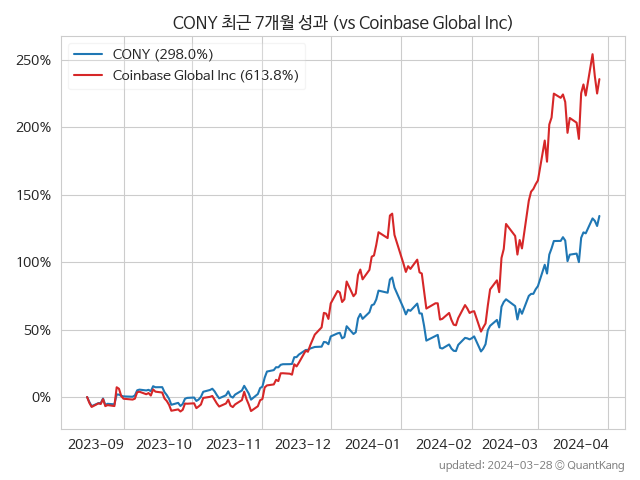 CONY 최근 7개월 성과 (vs Coinbase Global Inc)
CONY (298.0%)
Coinbase Global Inc (613.8%)
250%
200%
150%
100%
50%
0%
2023-09 2023-10 2023-11 2023-12 2024-01 2024-02 2024-03 2024-04
updated: 2024-03-28 © QuantKang